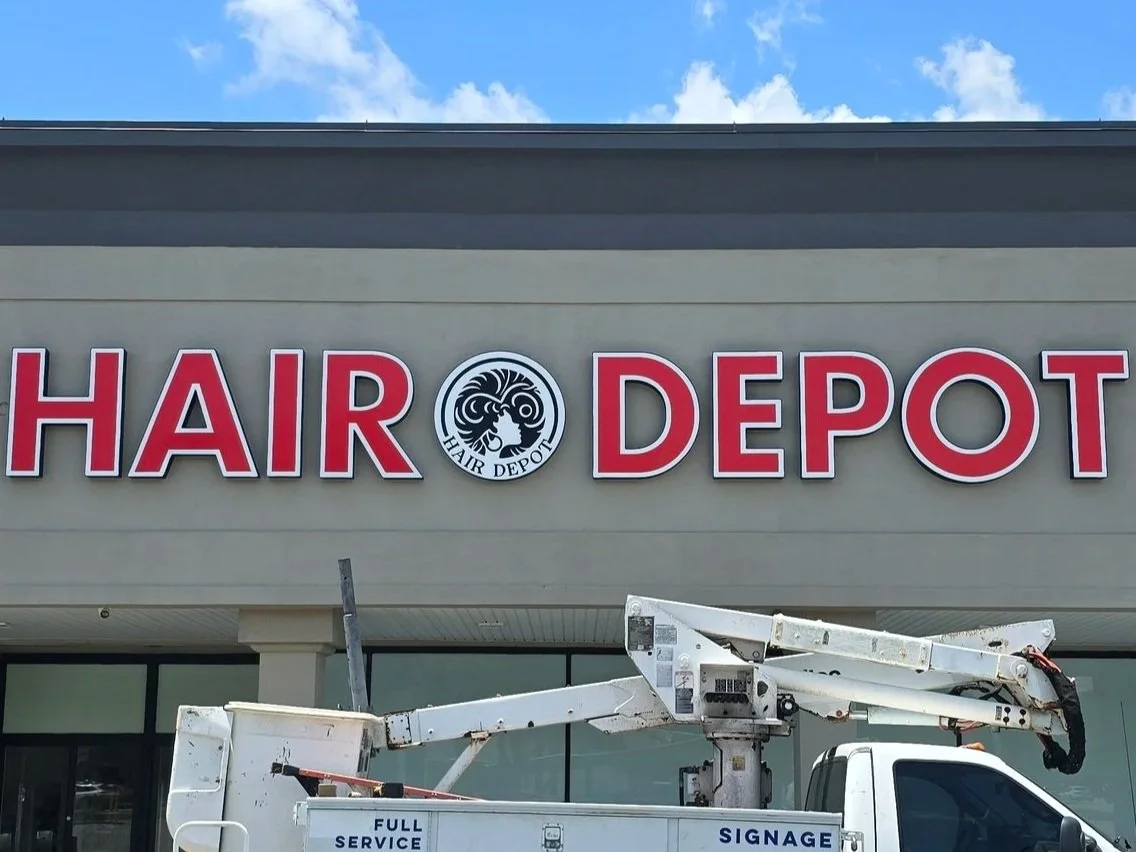 HAIR DEPOT
HAIR DEPOT
FULL
SERVICE
SIGNAGE